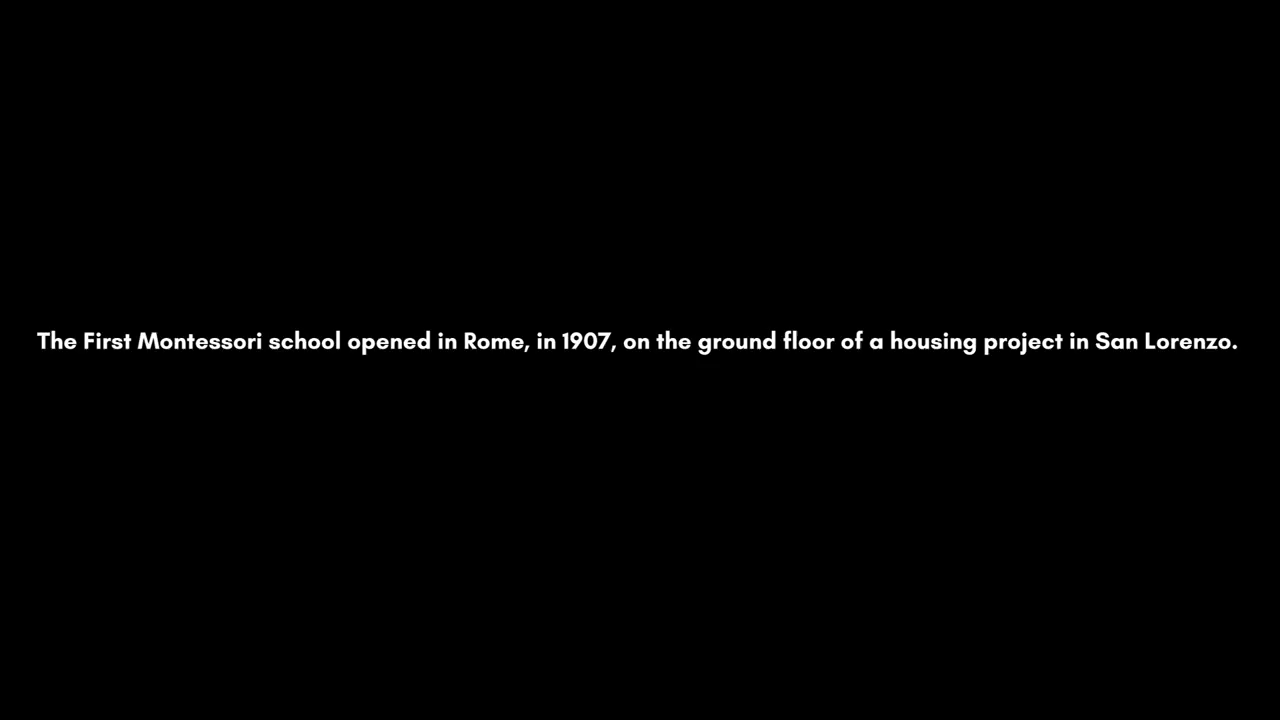 The First Montessori school opened in Rome, in 1907, on the ground floor of a housing project in San Lorenzo.